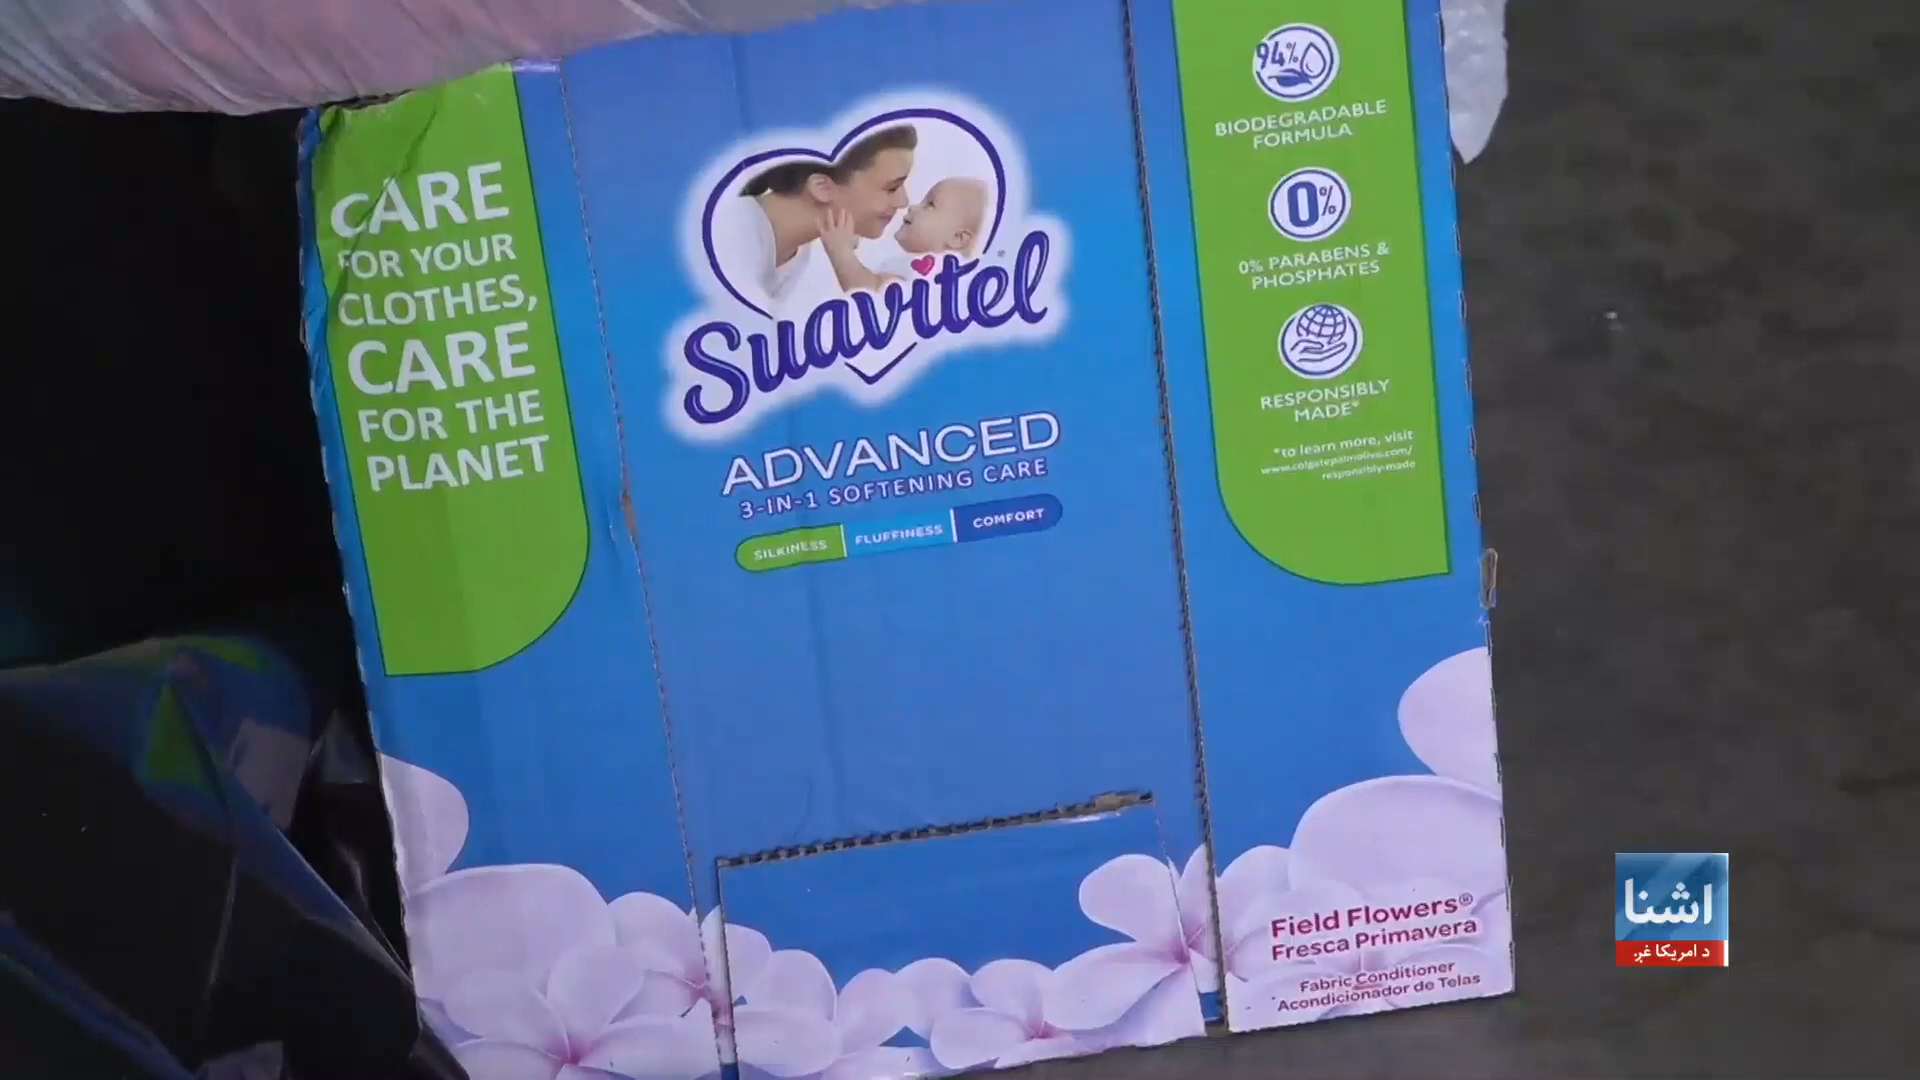 CARE
FOR YOUR
CLOTHES,
CARE
FOR THE
PLANET
Suavitel®
ADVANCED
3-IN-1 SOFTENING CARE
SILKINESS
FLUFFINESS
COMFORT
94%
BIODEGRADABLE
FORMULA
0%
0% PARABENS &
PHOSPHATES
RESPONSIBLY
MADE*
*to learn more, visit
www.colgatepalmolive.com/
responsibly-made
Field Flowers®
Fresca Primavera
Fabric Conditioner
Acondicionador de Telas
اشنا
د امریکا غږ